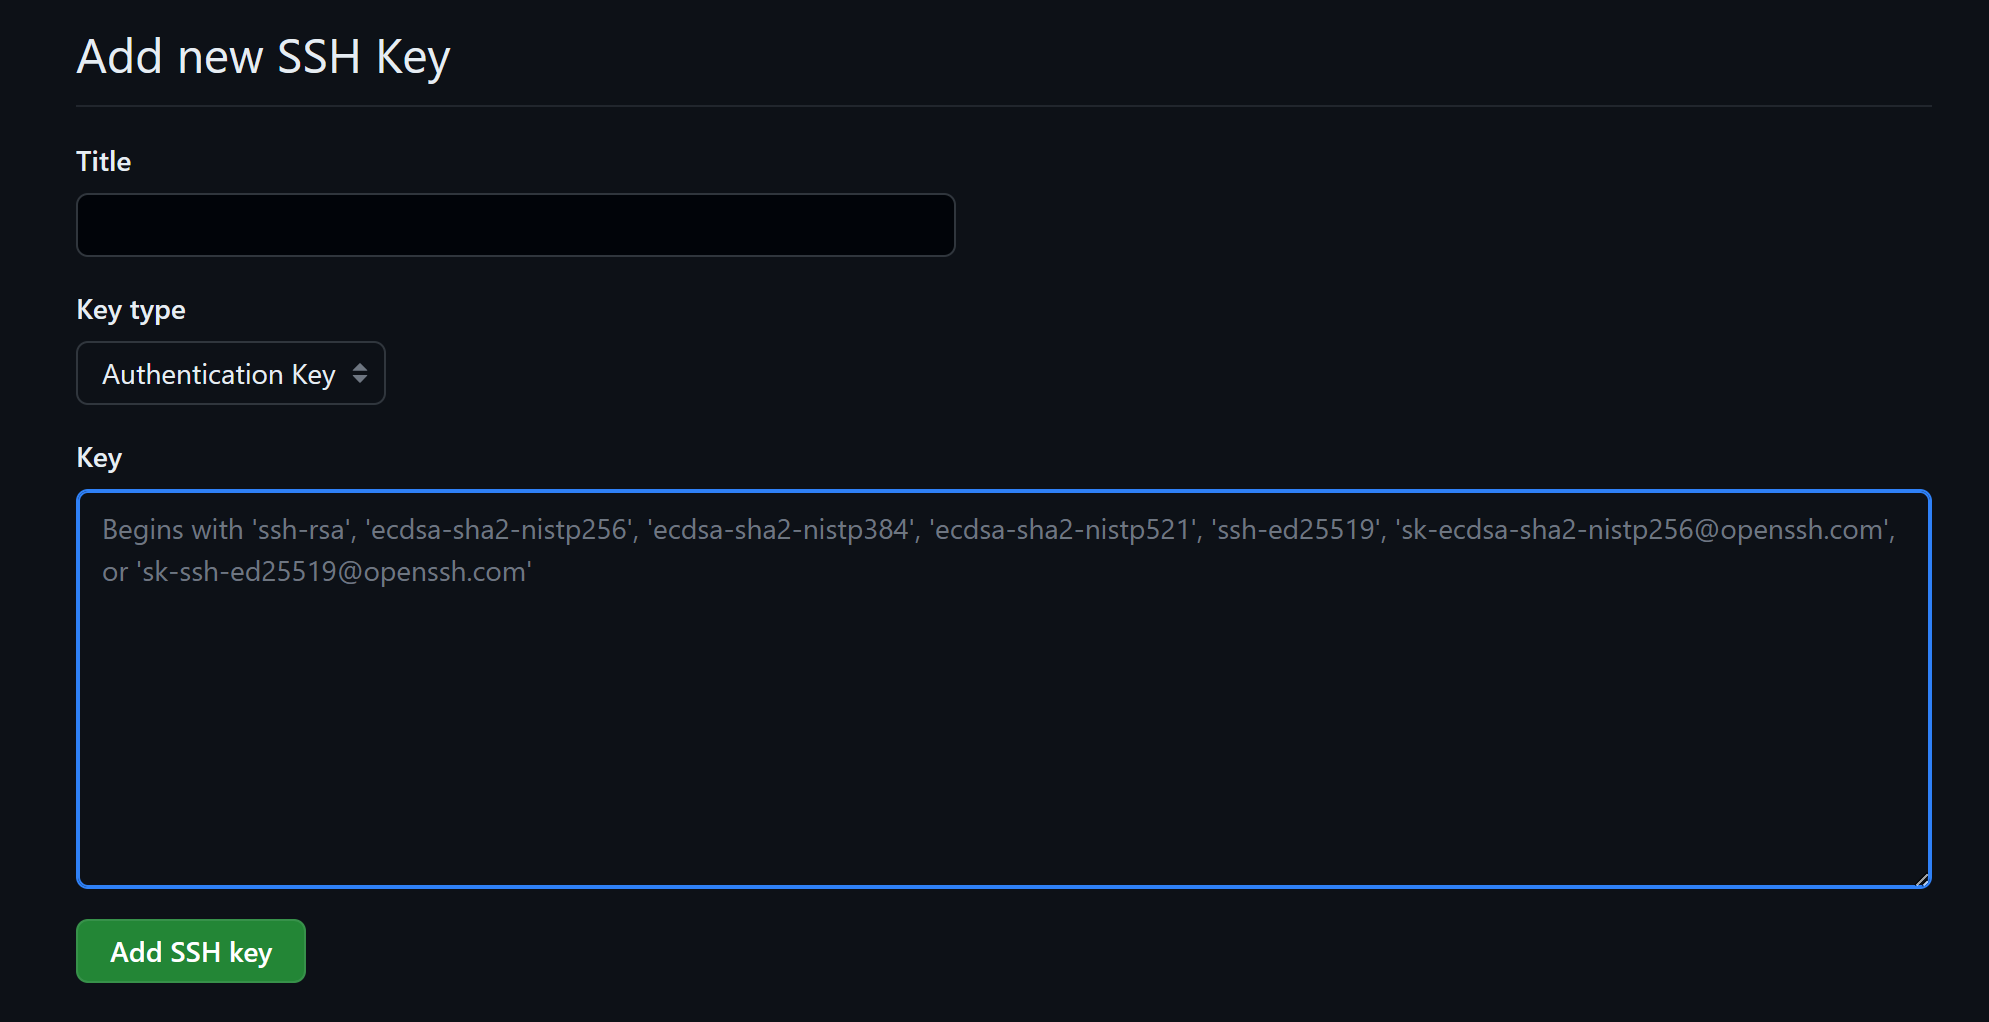 Add new SSH Key
Title
Key type
Authentication Key
Key
Begins with 'ssh-rsa', 'ecdsa-sha2-nistp256', 'ecdsa-sha2-nistp384', 'ecdsa-sha2-nistp521', 'ssh-ed25519', 'sk-ecdsa-sha2-nistp256@openssh.com',
or 'sk-ssh-ed25519@openssh.com'
Add SSH key